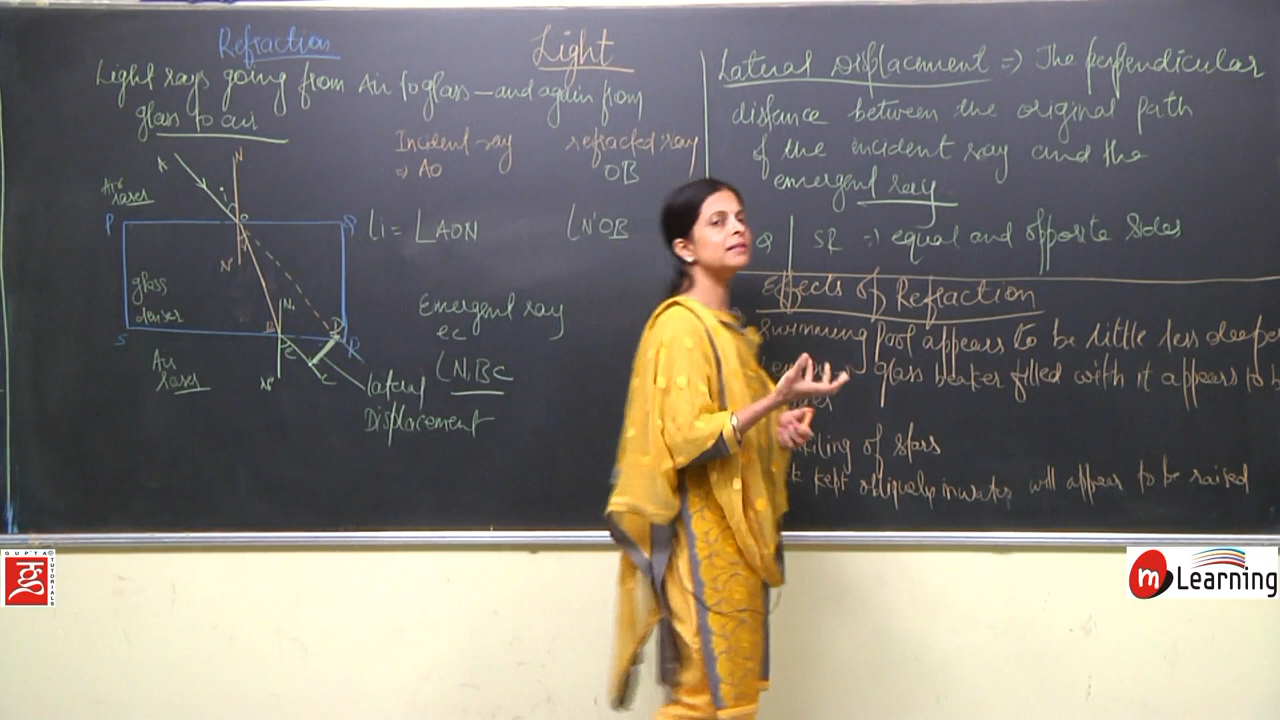 Refraction
Light
Light rays going from Air to glass — and again from
glass to air
Incident ray
=> AO
refracted ray
OB
∠i = ∠AON
∠N'OB
Emergent ray
∠N₁BC
A
N
Air
rarer
P
O
N'
glass
denser
N₁
S
R
Air
rarer
C
lateral
Displacement
Lateral Displacement => The perpendicular
distance between the original path
of the incident ray and the
emergent ray
SR => equal and opposite sides
Effects of Refraction
Swimming pool appears to be little less deeper
glass beaker filled with it appears to be
of stars
kept obliquely in water will appear to be raised
GUPTA
TUTORIALS
m Learning